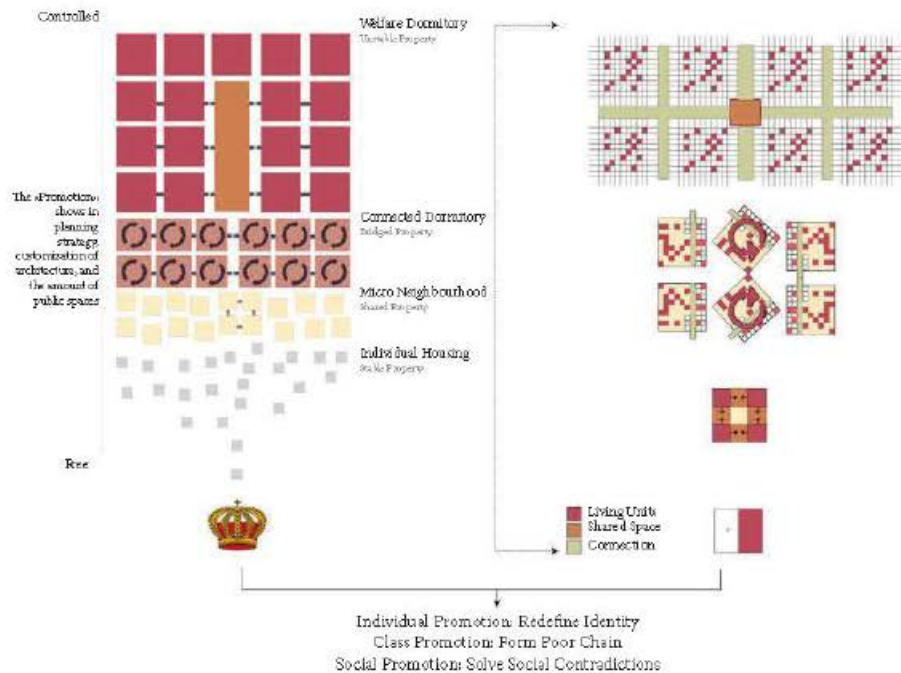 Controlled
Welfare Dormitory
Unstable Property
The «Promotion»
shows in
planning
strategy,
customization of
architecture, and
the amount of
public spaces
Connected Dormitory
Bridged Property
Micro Neighbourhood
Shared Property
Individual Housing
Stable Property
Free
Living Units
Shared Space
Connection
Individual Promotion: Redefine Identity
Class Promotion: Form Poor Chain
Social Promotion: Solve Social Contradictions